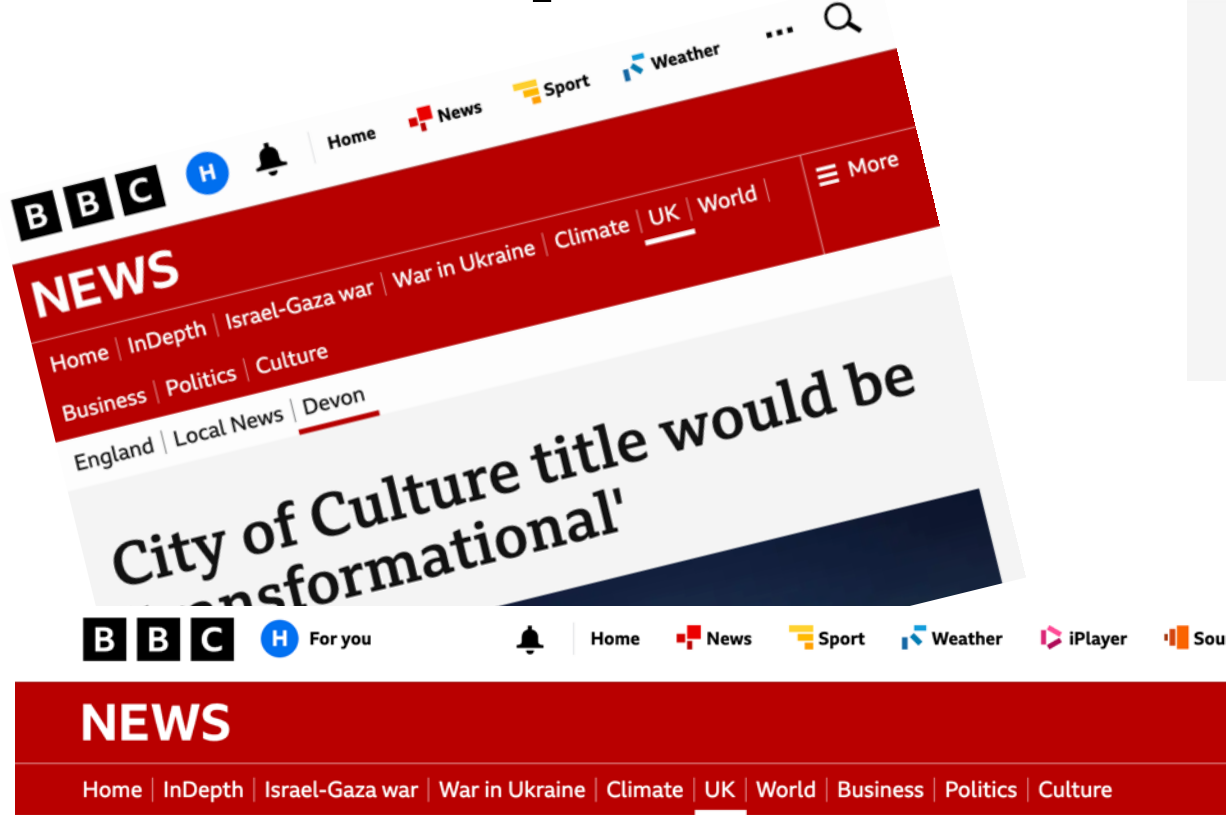 BBC H Home News Sport Weather ...
NEWS
Home InDepth Israel-Gaza war War in Ukraine Climate UK World More
Business Politics Culture
England Local News Devon
City of Culture title would be
transformational'
BBC H For you Home News Sport Weather iPlayer Sou
NEWS
Home InDepth Israel-Gaza war War in Ukraine Climate UK World Business Politics Culture